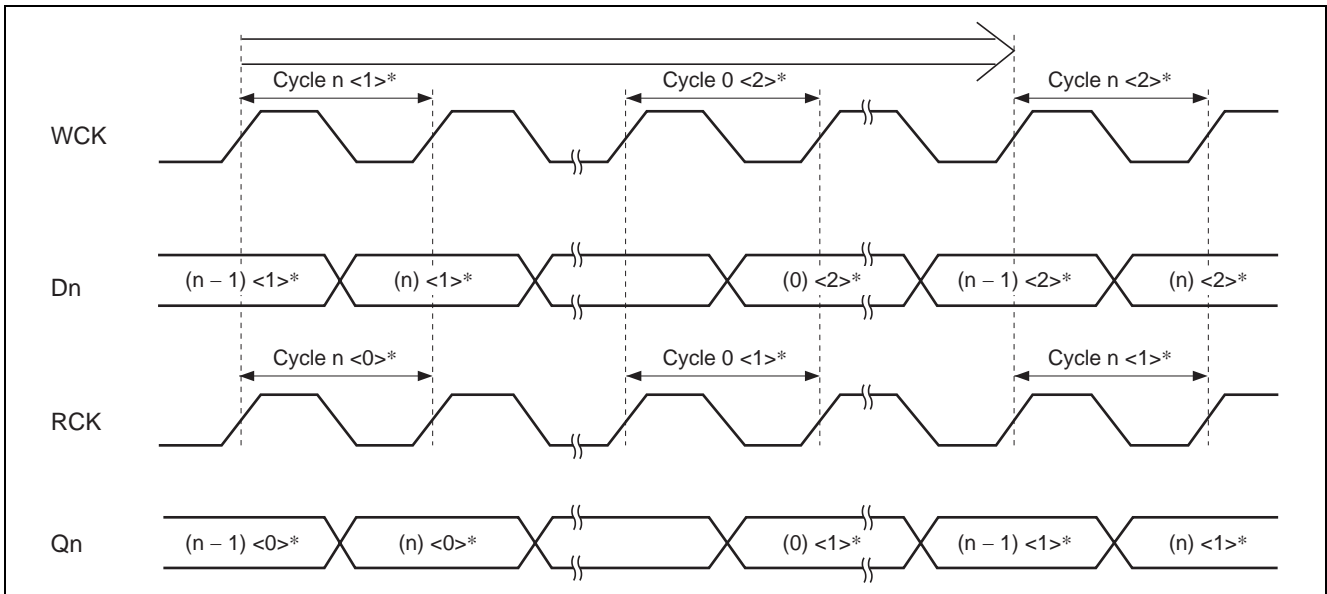 Cycle n <1>* Cycle 0 <2>* Cycle n <2>*
WCK
Dn (n − 1) <1>* (n) <1>* (0) <2>* (n − 1) <2>* (n) <2>*
Cycle n <0>* Cycle 0 <1>* Cycle n <1>*
RCK
Qn (n − 1) <0>* (n) <0>* (0) <1>* (n − 1) <1>* (n) <1>*